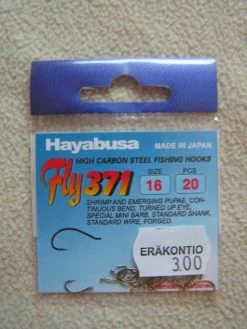 Hayabusa
MADE IN JAPAN
HIGH CARBON STEEL FISHING HOOKS
Fly 371
SIZE
16
PCS
20
SHRIMP AND EMERGING PUPAE, CON-
TINUOUS BEND, TURNED UP EYE,
SPECIAL MINI BARB, STANDARD SHANK,
STANDARD WIRE, FORGED.
ERÄKONTIO
3.00